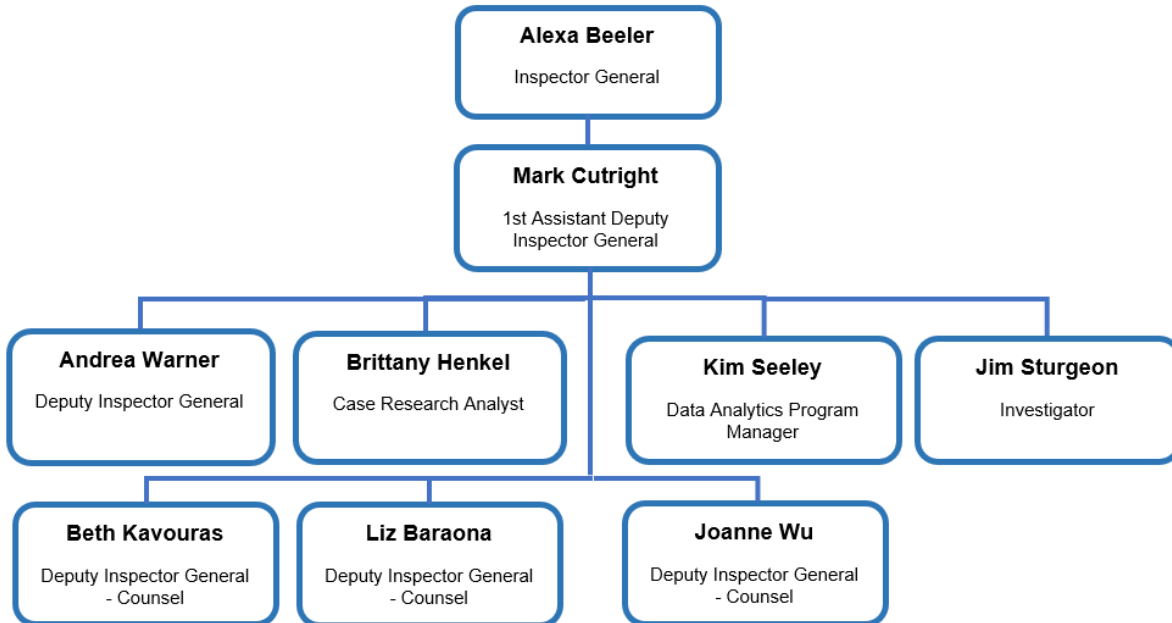 Alexa Beeler
Inspector General
Mark Cutright
1st Assistant Deputy
Inspector General
Andrea Warner
Deputy Inspector General
Brittany Henkel
Case Research Analyst
Kim Seeley
Data Analytics Program
Manager
Jim Sturgeon
Investigator
Beth Kavouras
Deputy Inspector General
- Counsel
Liz Baraona
Deputy Inspector General
- Counsel
Joanne Wu
Deputy Inspector General
- Counsel